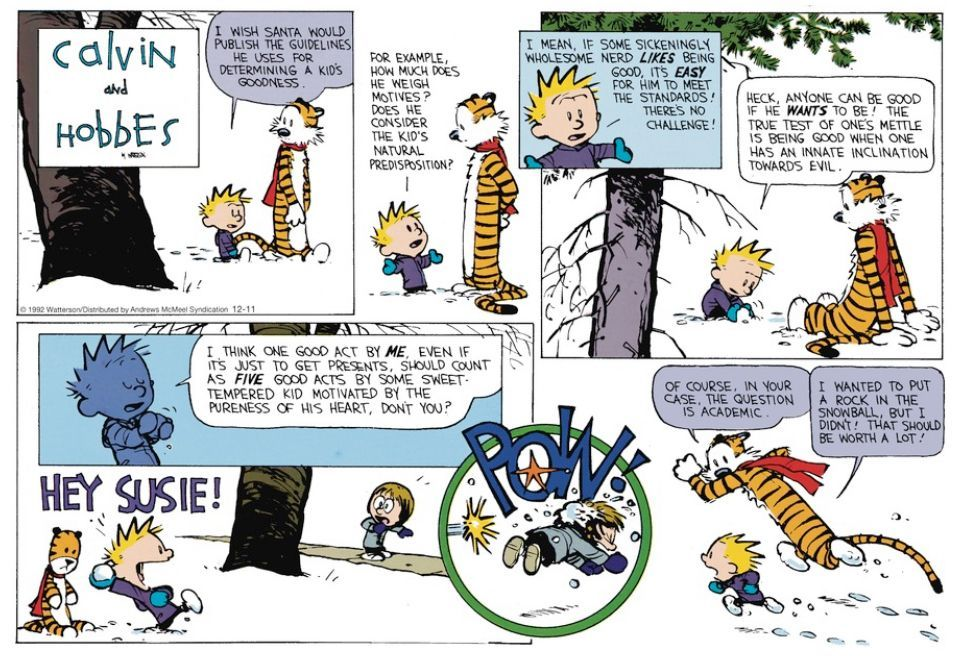 Calvin
and
HobbEs
I WISH SANTA WOULD
PUBLISH THE GUIDELINES
HE USES FOR
DETERMINING A KID'S
GOODNESS.
FOR EXAMPLE,
HOW MUCH DOES
HE WEIGH
MOTIVES?
DOES HE
CONSIDER
THE KID'S
NATURAL
PREDISPOSITION?
I MEAN, IF SOME SICKENINGLY
WHOLESOME NERD LIKES BEING
GOOD, IT'S EASY
FOR HIM TO MEET
THE STANDARDS!
THERE'S NO
CHALLENGE!
HECK, ANYONE CAN BE GOOD
IF HE WANTS TO BE! THE
TRUE TEST OF ONE'S METTLE
IS BEING GOOD WHEN ONE
HAS AN INNATE INCLINATION
TOWARDS EVIL.
© 1992 Watterson/Distributed by Andrews McMeel Syndication 12-11
I THINK ONE GOOD ACT BY ME, EVEN IF
IT'S JUST TO GET PRESENTS, SHOULD COUNT
AS FIVE GOOD ACTS BY SOME SWEET-
TEMPERED KID MOTIVATED BY THE
PURENESS OF HIS HEART, DON'T YOU?
HEY SUSIE!
POW!
OF COURSE, IN YOUR
CASE, THE QUESTION
IS ACADEMIC.
I WANTED TO PUT
A ROCK IN THE
SNOWBALL, BUT I
DIDN'T! THAT SHOULD
BE WORTH A LOT!